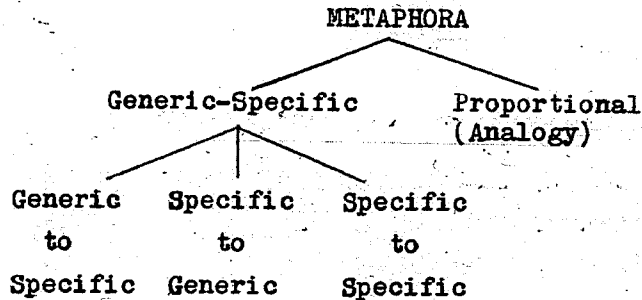 METAPHORA
Generic-Specific Proportional
(Analogy)
Generic Specific Specific
to to to
Specific Generic Specific